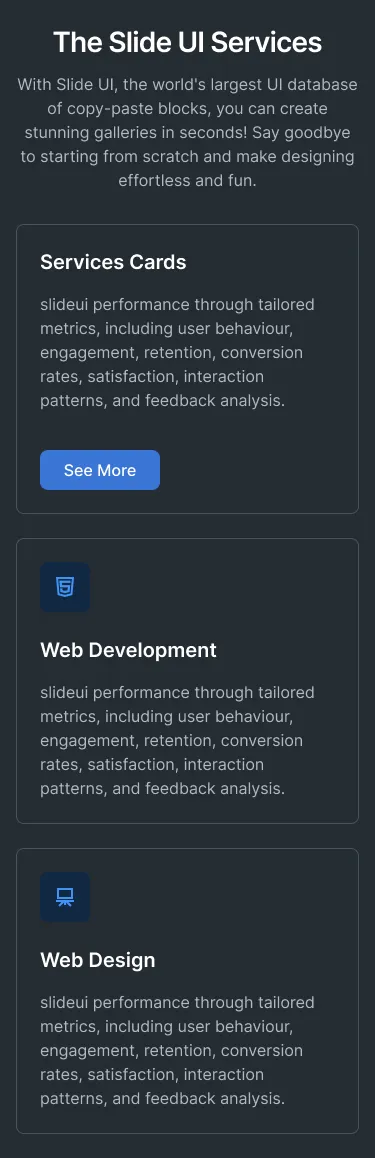 The Slide UI Services
With Slide UI, the world's largest UI database
of copy-paste blocks, you can create
stunning galleries in seconds! Say goodbye
to starting from scratch and make designing
effortless and fun.
Services Cards
slideui performance through tailored
metrics, including user behaviour,
engagement, retention, conversion
rates, satisfaction, interaction
patterns, and feedback analysis.
See More
Web Development
slideui performance through tailored
metrics, including user behaviour,
engagement, retention, conversion
rates, satisfaction, interaction
patterns, and feedback analysis.
Web Design
slideui performance through tailored
metrics, including user behaviour,
engagement, retention, conversion
rates, satisfaction, interaction
patterns, and feedback analysis.